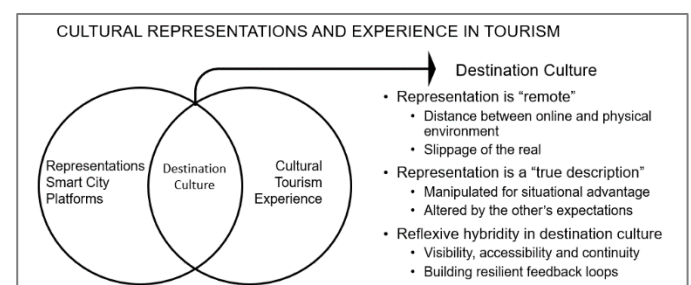 CULTURAL REPRESENTATIONS AND EXPERIENCE IN TOURISM
Representations
Smart City
Platforms
Destination
Culture
Cultural
Tourism
Experience
Destination Culture
• Representation is “remote”
• Distance between online and physical
environment
• Slippage of the real
• Representation is a “true description”
• Manipulated for situational advantage
• Altered by the other’s expectations
• Reflexive hybridity in destination culture
• Visibility, accessibility and continuity
• Building resilient feedback loops